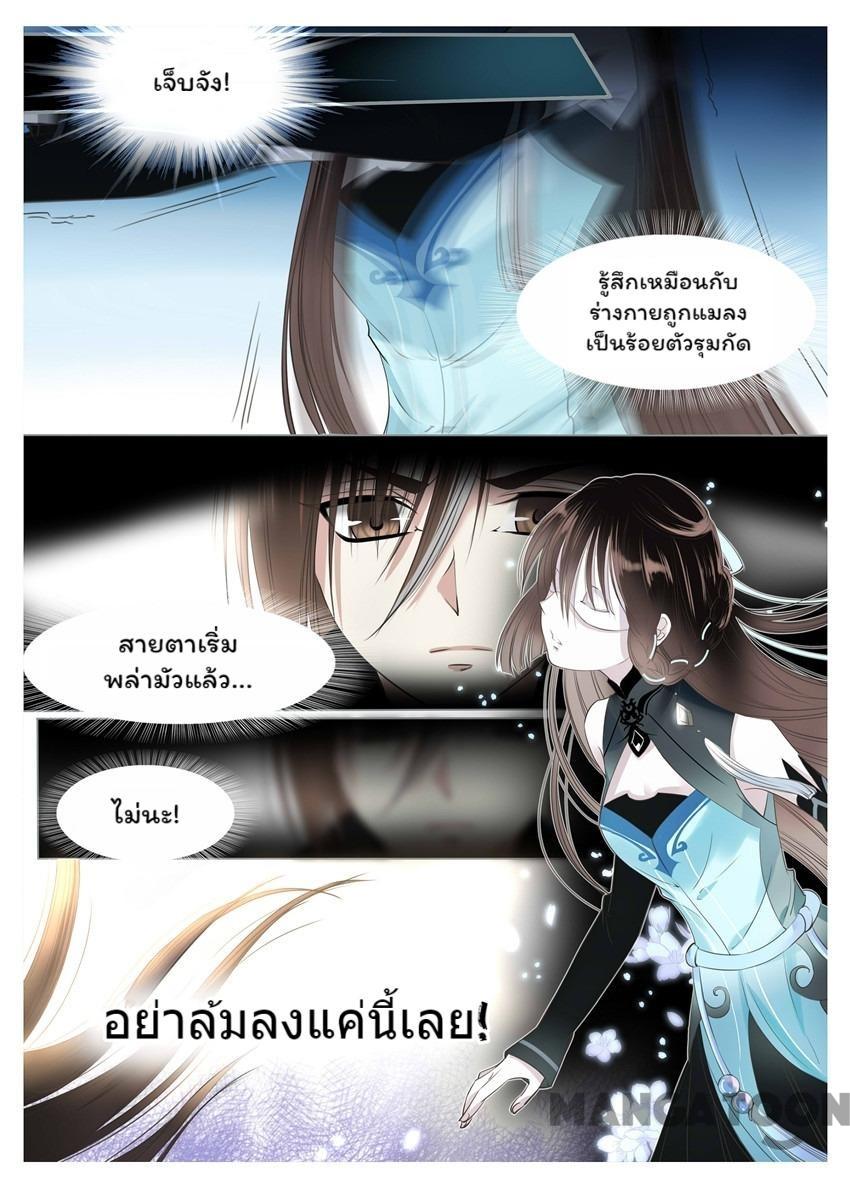 เจ็บจัง!
รู้สึกเหมือนกับ
ร่างกายถูกแมลง
เป็นร้อยตัวรุมกัด
สายตาเริ่ม
พล่ามัวแล้ว...
ไม่นะ!
อย่าล้มลงแค่นี้เลย!
MANGATOON